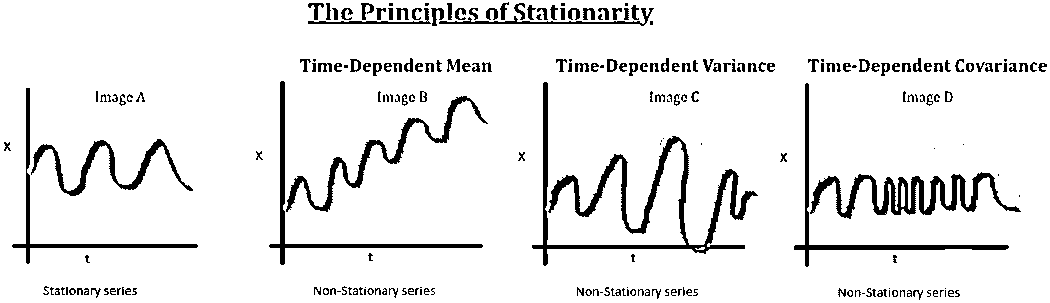 The Principles of Stationarity
Time-Dependent Mean
Time-Dependent Variance
Time-Dependent Covariance
Image A
Image B
Image C
Image D
X
X
X
X
t
t
t
t
Stationary series
Non-Stationary series
Non-Stationary series
Non-Stationary series